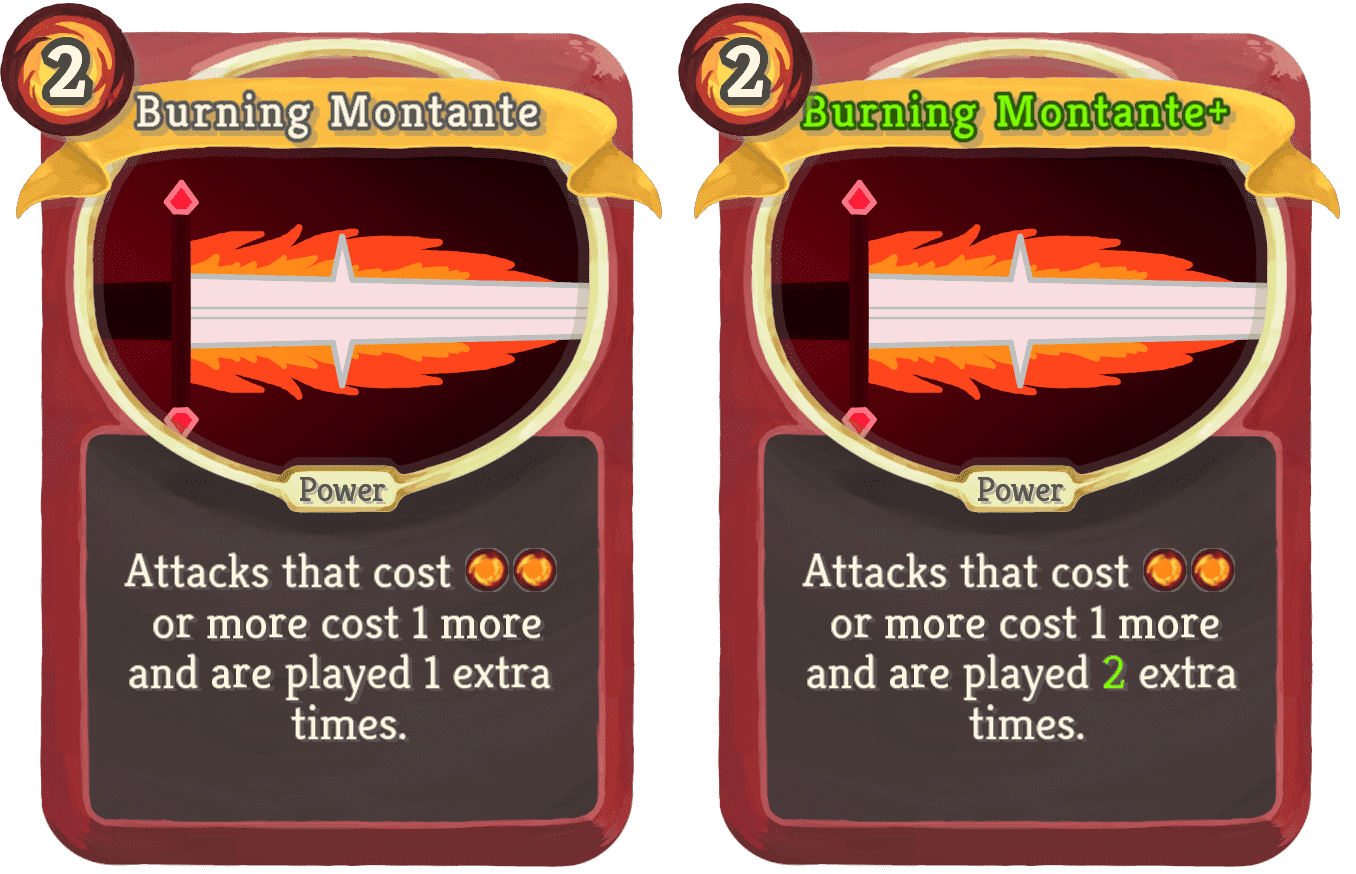 2
Burning Montante
Power
Attacks that cost
or more cost 1 more
and are played 1 extra
times.
2
Burning Montante+
Power
Attacks that cost
or more cost 1 more
and are played 2 extra
times.